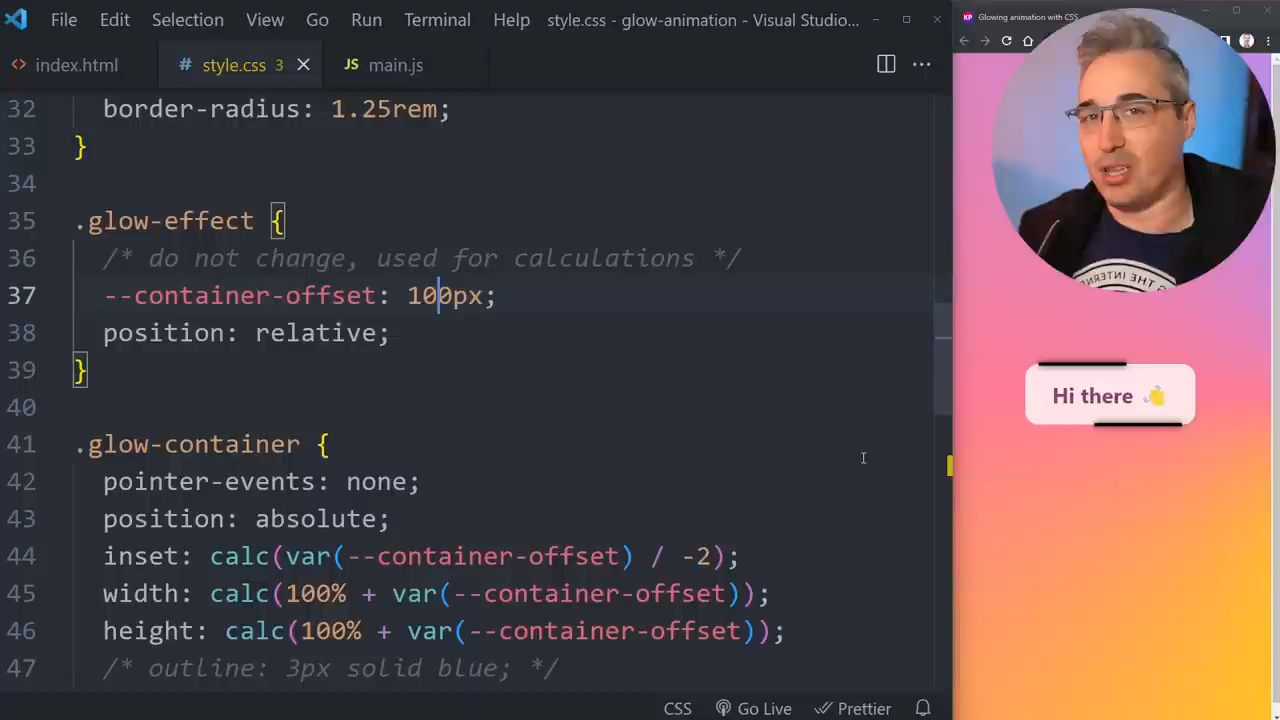 File Edit Selection View Go Run Terminal Help style.css - glow-animation - Visual Studio...
KP Glowing animation with CSS
<> index.html # style.css 3 JS main.js
32 border-radius: 1.25rem;
33 }
34
35 .glow-effect {
36 /* do not change, used for calculations */
37 --container-offset: 100px;
38 position: relative;
39 }
40
41 .glow-container {
42 pointer-events: none;
43 position: absolute;
44 inset: calc(var(--container-offset) / -2);
45 width: calc(100% + var(--container-offset));
46 height: calc(100% + var(--container-offset));
47 /* outline: 3px solid blue; */
CSS Go Live Prettier
THE INTERN
Hi there 👋